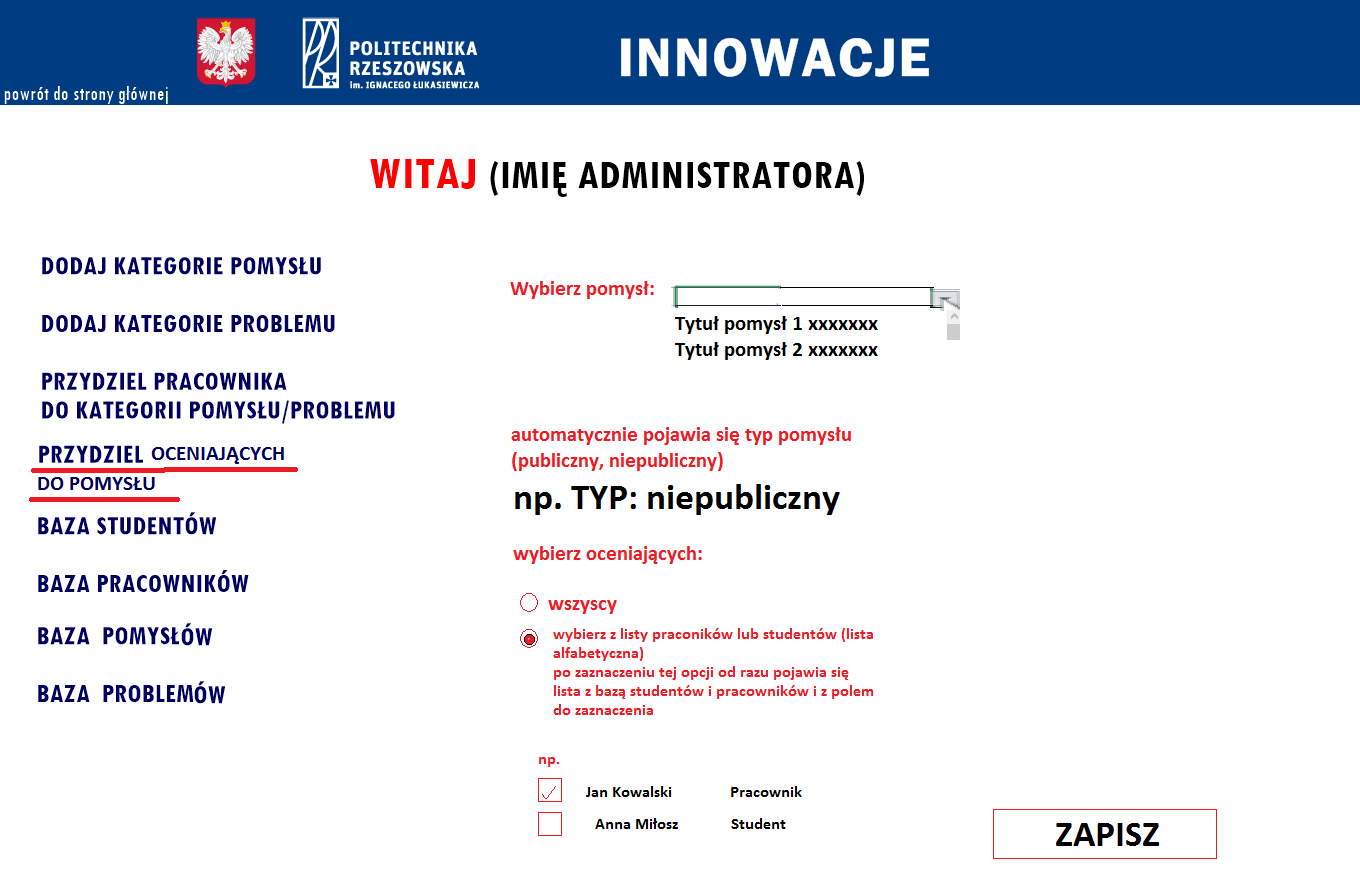 powrót do strony głównej
POLITECHNIKA
RZESZOWSKA
im. IGNACEGO ŁUKASIEWICZA
INNOWACJE
WITAJ (IMIĘ ADMINISTRATORA)
DODAJ KATEGORIE POMYSŁU
DODAJ KATEGORIE PROBLEMU
PRZYDZIEL PRACOWNIKA
DO KATEGORII POMYSŁU/PROBLEMU
PRZYDZIEL OCENIAJĄCYCH
DO POMYSŁU
BAZA STUDENTÓW
BAZA PRACOWNIKÓW
BAZA POMYSŁÓW
BAZA PROBLEMÓW
Wybierz pomysł:
Tytuł pomysł 1 xxxxxxx
Tytuł pomysł 2 xxxxxxx
automatycznie pojawia się typ pomysłu
(publiczny, niepubliczny)
np. TYP: niepubliczny
wybierz oceniających:
wszyscy
wybierz z listy praconików lub studentów (lista
alfabetyczna)
po zaznaczeniu tej opcji od razu pojawia się
lista z bazą studentów i pracowników i z polem
do zaznaczenia
np.
Jan Kowalski Pracownik
Anna Miłosz Student
ZAPISZ